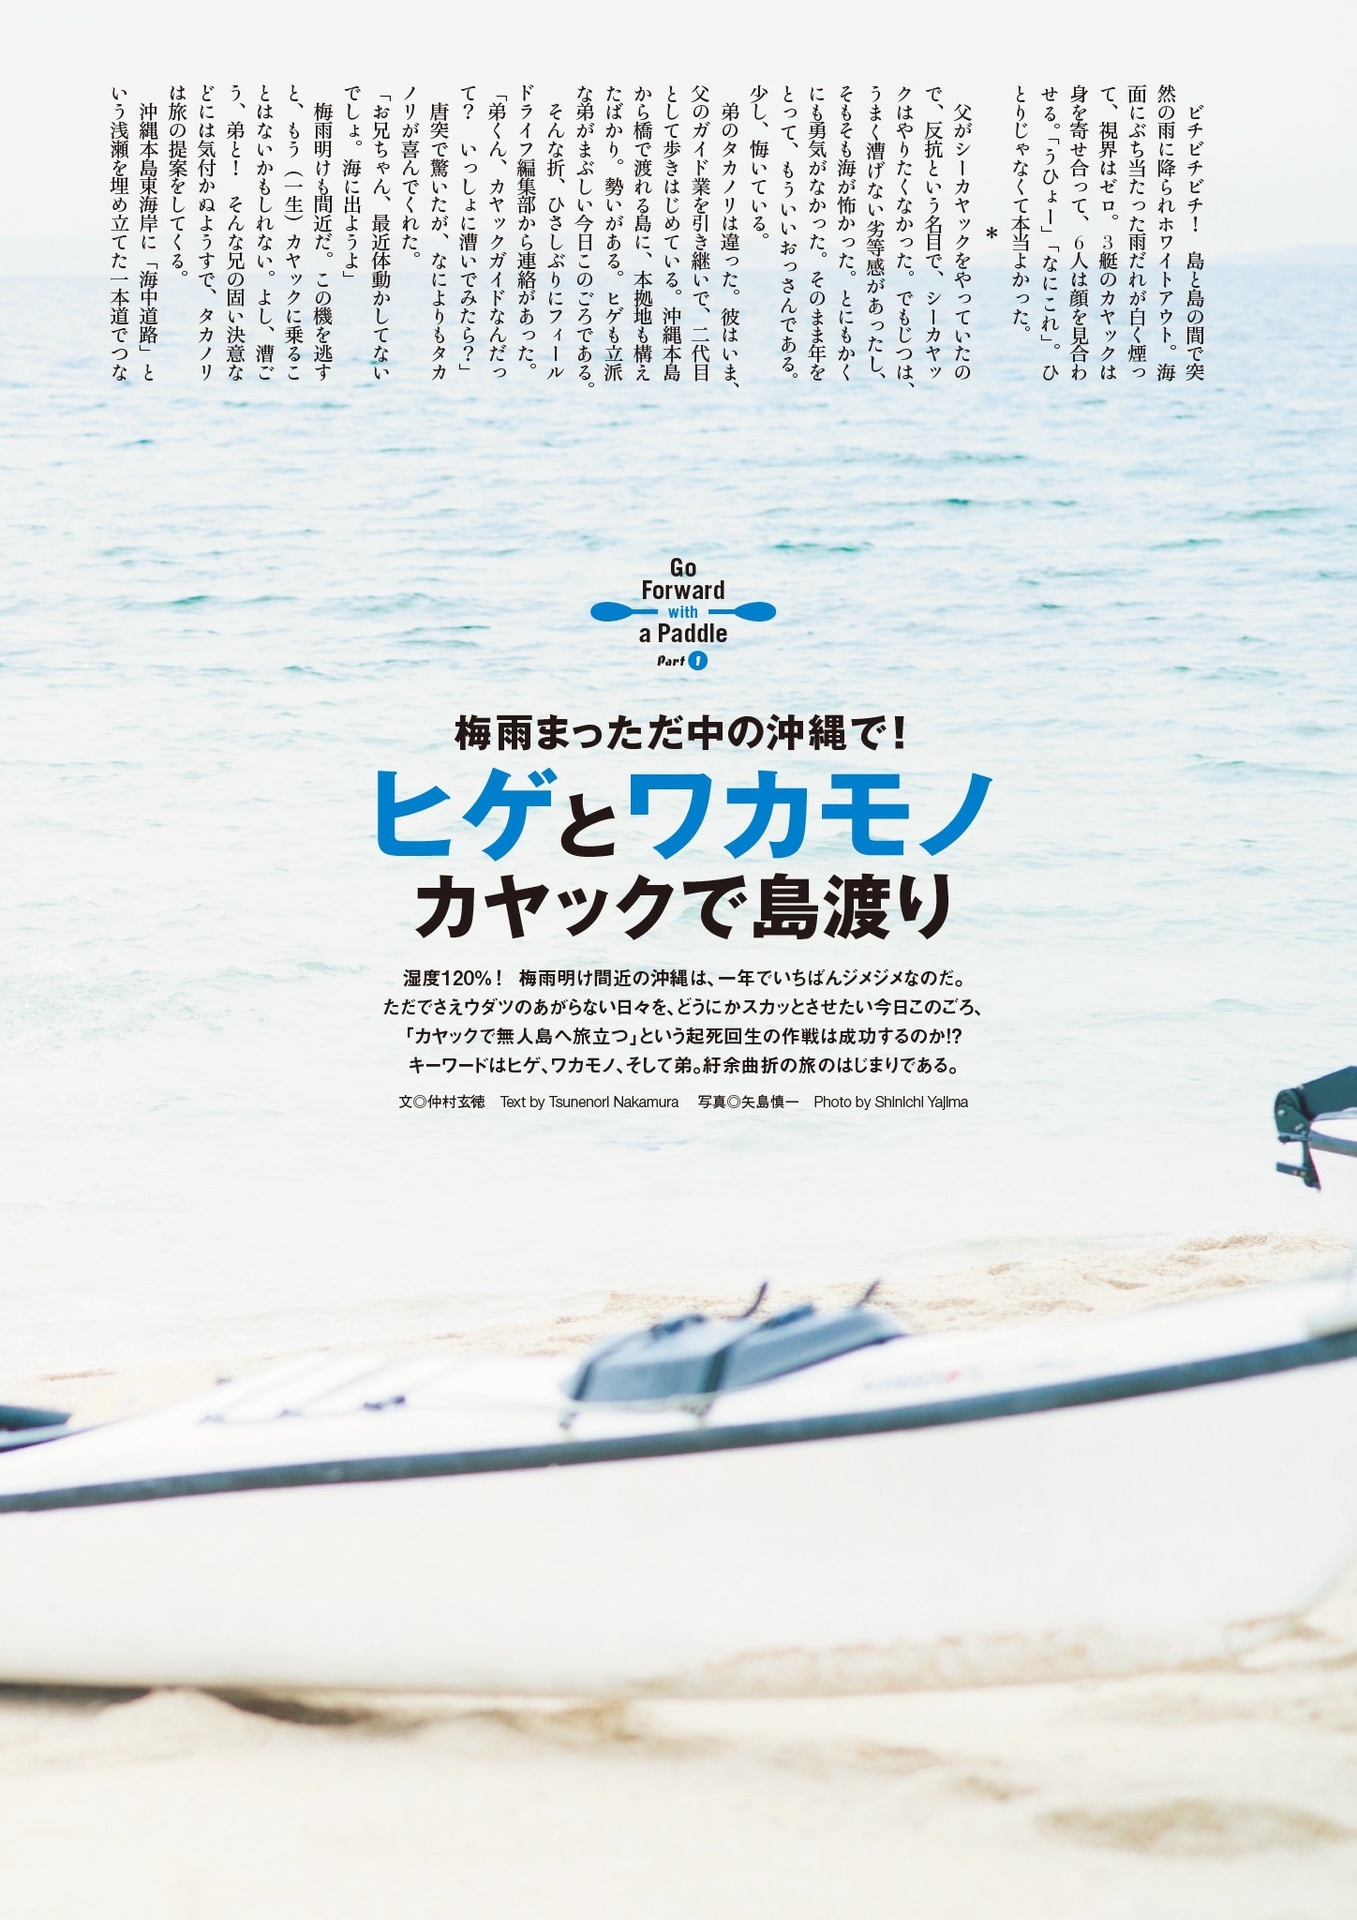 ビチビチビチ！　島と島の間で突
然の雨に降られホワイトアウト。海
面にぶち当たった雨だれが白く煙っ
て、視界はゼロ。3艇のカヤックは
身を寄せ合って、6人は顔を見合わ
せる。「うひょー」「なにこれ」。ひ
とりじゃなくて本当よかった。
＊
父がシーカヤックをやっていたの
で、反抗という名目で、シーカヤッ
クはやりたくなかった。でもじつは、
うまく漕げない劣等感があったし、
そもそも海が怖かった。とにもかく
にも勇気がなかった。そのまま年を
とって、もういいおっさんである。
少し、悔いている。
弟のタカノリは違った。彼はいま、
父のガイド業を引き継いで、二代目
として歩きはじめている。沖縄本島
から橋で渡れる島に、本拠地も構え
たばかり。勢いがある。ヒゲも立派
な弟がまぶしい今日このごろである。
そんな折、ひさしぶりにフィール
ドライフ編集部から連絡があった。
「弟くん、カヤックガイドなんだっ
て？　いっしょに漕いでみたら？」
唐突で驚いたが、なによりもタカ
ノリが喜んでくれた。
「お兄ちゃん、最近体動かしてない
でしょ。海に出ようよ」
梅雨明けも間近だ。この機を逃す
と、もう（一生）カヤックに乗るこ
とはないかもしれない。よし、漕ご
う、弟と！　そんな兄の固い決意な
どには気付かぬようすで、タカノリ
は旅の提案をしてくる。
沖縄本島東海岸に「海中道路」と
いう浅瀬を埋め立てた一本道でつな
Go
Forward
with
a Paddle
Part 1
梅雨まっただ中の沖縄で！
ヒゲとワカモノ
カヤックで島渡り
湿度120%！　梅雨明け間近の沖縄は、一年でいちばんジメジメなのだ。
ただでさえウダツのあがらない日々を、どうにかスカッとさせたい今日このごろ、
「カヤックで無人島へ旅立つ」という起死回生の作戦は成功するのか!?
キーワードはヒゲ、ワカモノ、そして弟。紆余曲折の旅のはじまりである。
文◎仲村玄徳　Text by Tsunenori Nakamura　写真◎矢島慎一　Photo by Shinichi Yajima